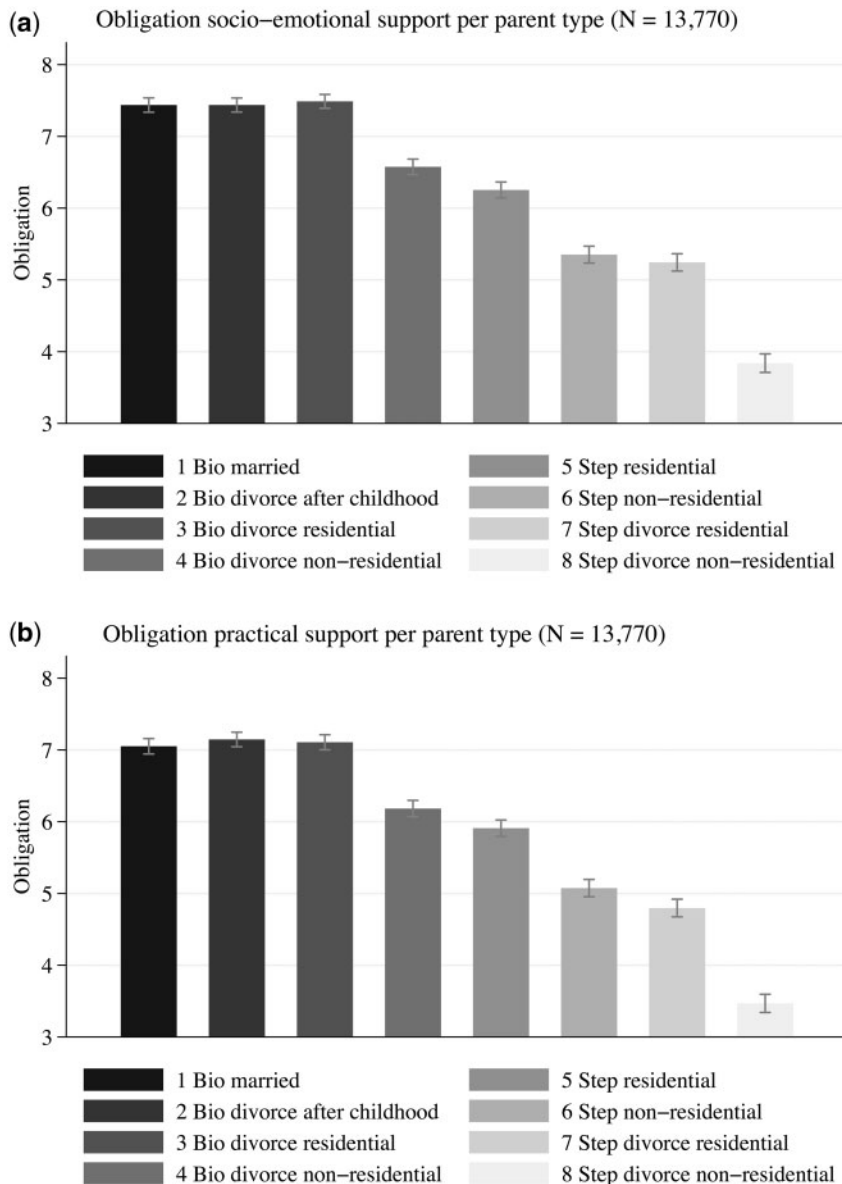 (a) Obligation socio−emotional support per parent type (N = 13,770)
8
7
6
5
4
3
Obligation
1 Bio married
5 Step residential
2 Bio divorce after childhood
6 Step non−residential
3 Bio divorce residential
7 Step divorce residential
4 Bio divorce non−residential
8 Step divorce non−residential
(b) Obligation practical support per parent type (N = 13,770)
8
7
6
5
4
3
Obligation
1 Bio married
5 Step residential
2 Bio divorce after childhood
6 Step non−residential
3 Bio divorce residential
7 Step divorce residential
4 Bio divorce non−residential
8 Step divorce non−residential